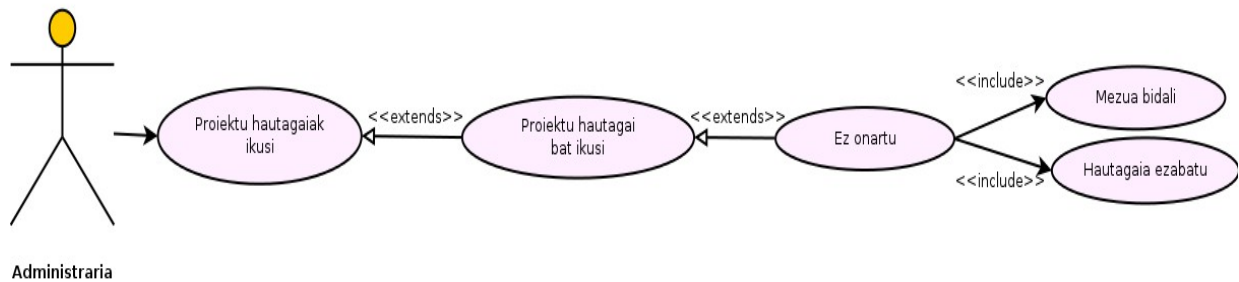 Administraria
Proiektu hautagaiak
ikusi
<<extends>>
Proiektu hautagai
bat ikusi
<<extends>>
Ez onartu
<<include>>
Mezua bidali
<<include>>
Hautagaia ezabatu